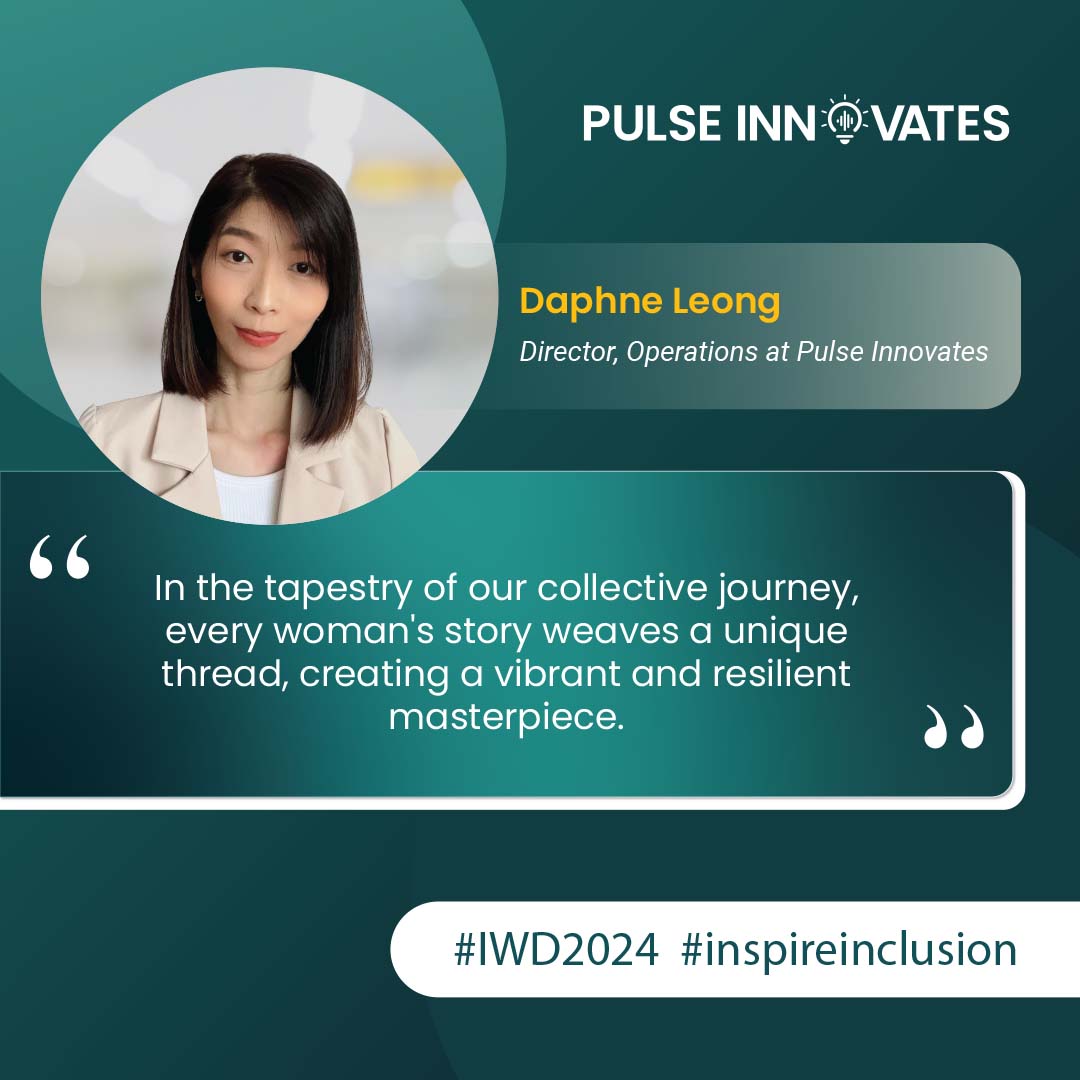 PULSE INNOVATES
Daphne Leong
Director, Operations at Pulse Innovates
“
In the tapestry of our collective journey,
every woman's story weaves a unique
thread, creating a vibrant and resilient
masterpiece.
”
#IWD2024 #inspireinclusion